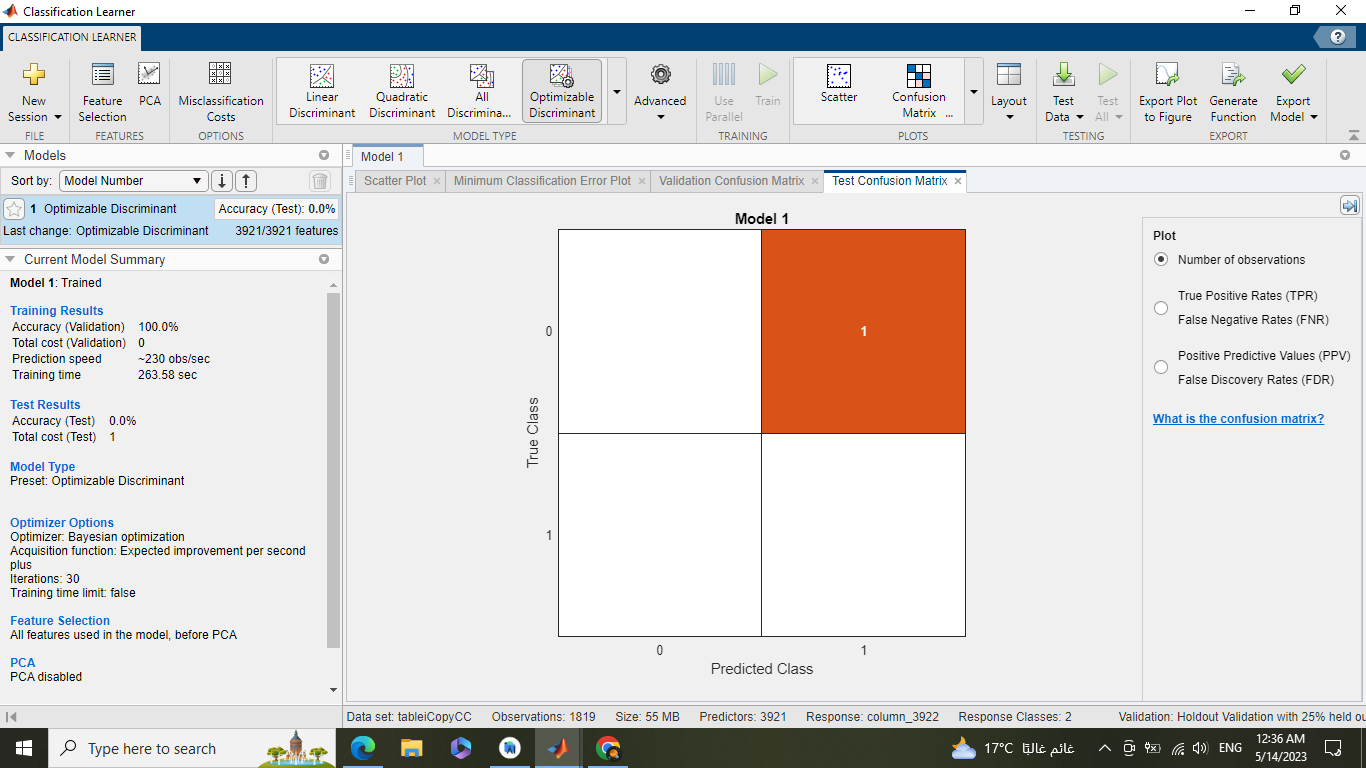 Classification Learner
CLASSIFICATION LEARNER
New Session
Feature Selection
PCA
Misclassification Costs
Linear Discriminant
Quadratic Discriminant
All Discrimina...
Optimizable Discriminant
Advanced
Use Parallel
Train
Scatter
Confusion Matrix ...
Layout
Test Data
Test All
Export Plot to Figure
Generate Function
Export Model
FILE
FEATURES
OPTIONS
MODEL TYPE
TRAINING
PLOTS
TESTING
EXPORT
Models
Sort by: Model Number
1 Optimizable Discriminant Accuracy (Test): 0.0%
Last change: Optimizable Discriminant 3921/3921 features
Current Model Summary
Model 1: Trained
Training Results
Accuracy (Validation) 100.0%
Total cost (Validation) 0
Prediction speed ~230 obs/sec
Training time 263.58 sec
Test Results
Accuracy (Test) 0.0%
Total cost (Test) 1
Model Type
Preset: Optimizable Discriminant
Optimizer Options
Optimizer: Bayesian optimization
Acquisition function: Expected improvement per second
plus
Iterations: 30
Training time limit: false
Feature Selection
All features used in the model, before PCA
PCA
PCA disabled
Model 1
Scatter Plot
Minimum Classification Error Plot
Validation Confusion Matrix
Test Confusion Matrix
Model 1
True Class
0
1
1
0
1
Predicted Class
Plot
Number of observations
True Positive Rates (TPR)
False Negative Rates (FNR)
Positive Predictive Values (PPV)
False Discovery Rates (FDR)
What is the confusion matrix?
Data set: tableiCopyCC Observations: 1819 Size: 55 MB Predictors: 3921 Response: column_3922 Response Classes: 2 Validation: Holdout Validation with 25% held ou
Type here to search
17°C غائم غالبًا
ENG
12:36 AM
5/14/2023